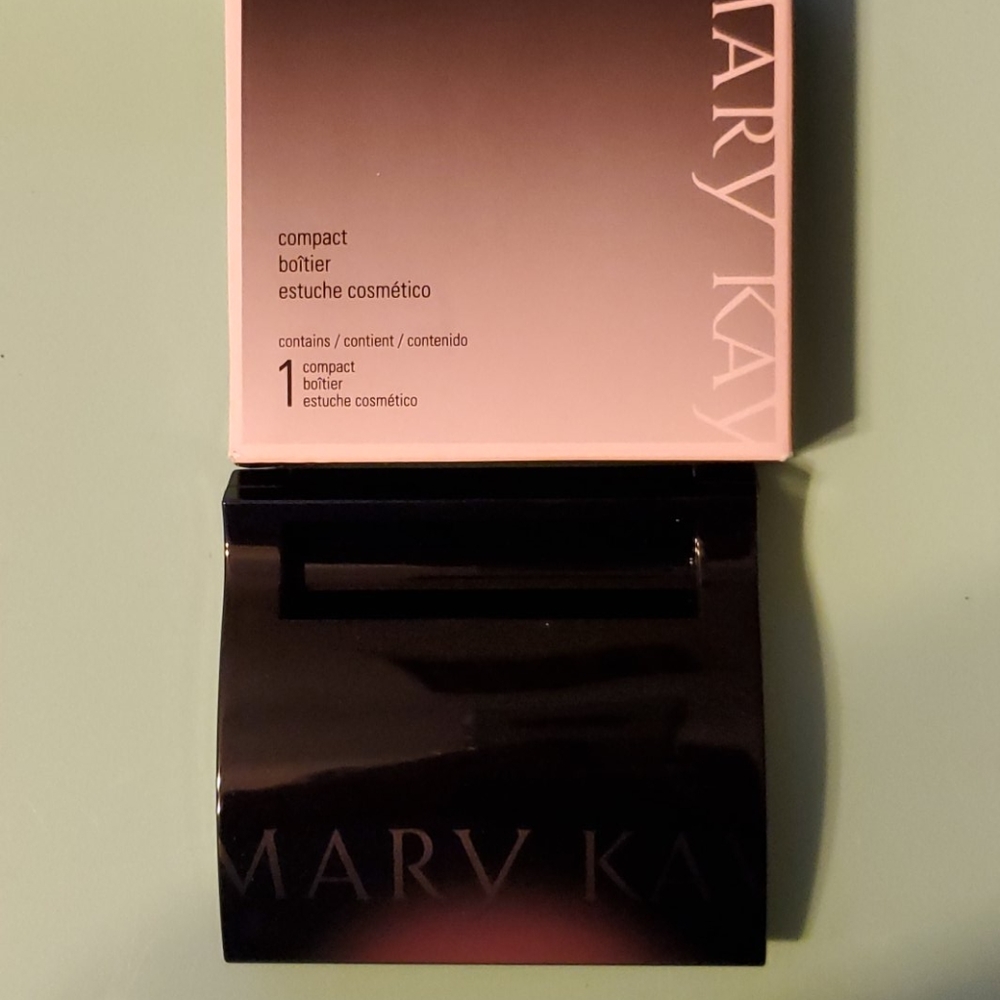 MARY KAY
compact
boîtier
estuche cosmético
contains / contient / contenido
1 compact
boîtier
estuche cosmético
MARY KAY